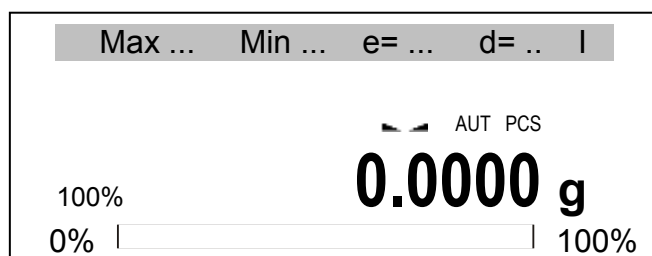 Max ... Min ... e= ... d= .. I
AUT PCS
0.0000 g
100%
0% 100%